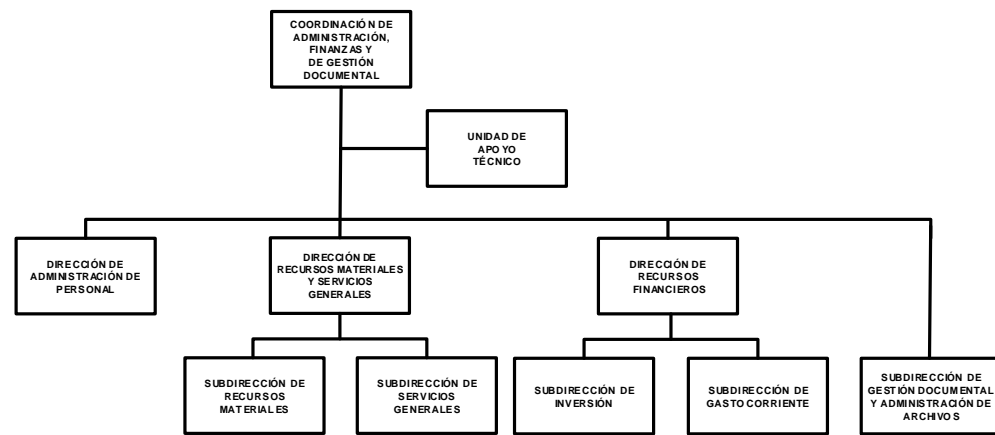 COORDINACIÓN DE
ADMINISTRACIÓN,
FINANZAS Y
DE GESTIÓN
DOCUMENTAL
UNIDAD DE
APOYO
TÉCNICO
DIRECCIÓN DE
ADMINISTRACIÓN DE
PERSONAL
DIRECCIÓN DE
RECURSOS MATERIALES
Y SERVICIOS
GENERALES
DIRECCIÓN DE
RECURSOS
FINANCIEROS
SUBDIRECCIÓN DE
RECURSOS
MATERIALES
SUBDIRECCIÓN DE
SERVICIOS
GENERALES
SUBDIRECCIÓN DE
INVERSIÓN
SUBDIRECCIÓN DE
GASTO CORRIENTE
SUBDIRECCIÓN DE
GESTIÓN DOCUMENTAL
Y ADMINISTRACIÓN DE
ARCHIVOS